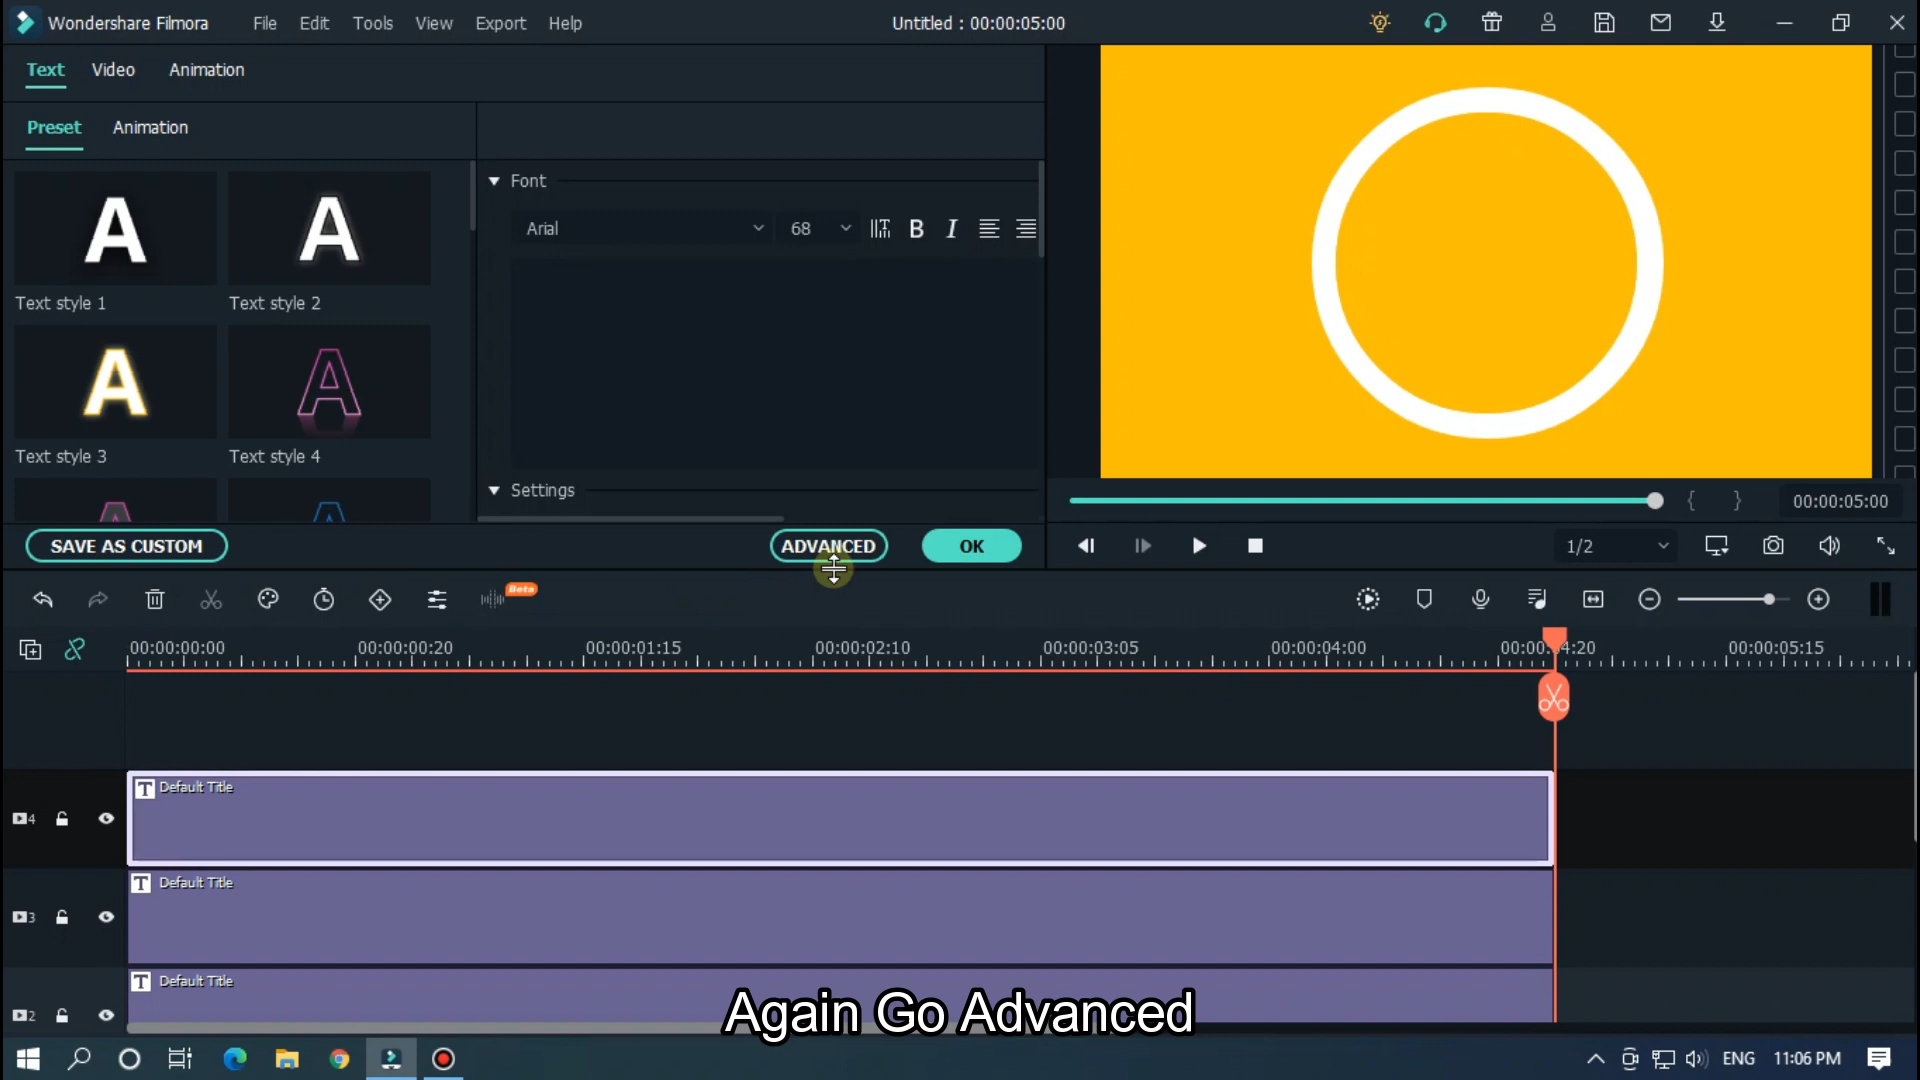 Wondershare Filmora File Edit Tools View Export Help Untitled : 00:00:05:00
Text Video Animation
Preset Animation
Font
Arial 68 B I
A A
Text style 1 Text style 2
A A
Text style 3 Text style 4
Settings
00:00:05:00
SAVE AS CUSTOM ADVANCED OK
1/2
Beta
00:00:00:00 00:00:00:20 00:00:01:15 00:00:02:10 00:00:03:05 00:00:04:00 00:00:04:20 00:00:05:15
T Default Title
4
T Default Title
3
T Default Title
2
Again Go Advanced
ENG 11:06 PM